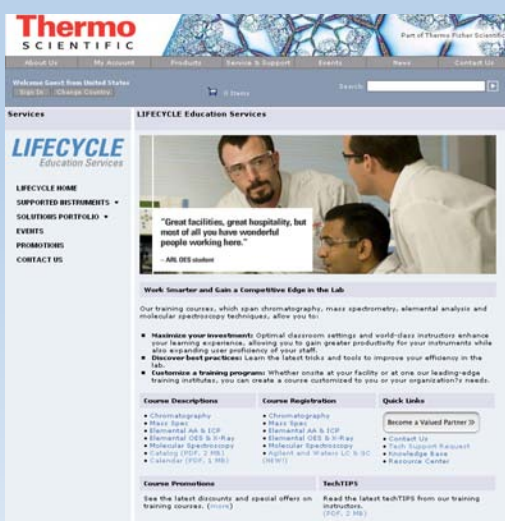 Thermo
SCIENTIFIC
Part of Thermo Fisher Scientific
About Us My Account Products Service & Support Events News Contact Us
Welcome Guest from United States
Sign In Change Country
0 Items
Search
Services
LIFECYCLE Education Services
LIFECYCLE
Education Services
LIFECYCLE HOME
SUPPORTED INSTRUMENTS
SOLUTIONS PORTFOLIO
EVENTS
PROMOTIONS
CONTACT US
"Great facilities, great hospitality, but
most of all you have wonderful
people working here."
– ARL OES student
Work Smarter and Gain a Competitive Edge in the Lab
Our training courses, which span chromatography, mass spectrometry, elemental analysis and
molecular spectroscopy techniques, allow you to:
Maximize your investment: Optimal classroom settings and world-class instructors enhance
your learning experience, allowing you to gain greater productivity for your instruments while
also expanding user proficiency of your staff.
Discover best practices: Learn the latest tricks and tools to improve your efficiency in the
lab.
Customize a training program: Whether onsite at your facility or at one our leading-edge
training institutes, you can create a course customized to you or your organization?s needs.
Course Descriptions
Chromatography
Mass Spec
Elemental AA & ICP
Elemental OES & X-Ray
Molecular Spectroscopy
Catalog (PDF, 2 MB)
Calendar (PDF, 1 MB)
Course Registration
Chromatography
Mass Spec
Elemental AA & ICP
Elemental OES & X-Ray
Molecular Spectroscopy
Agilent and Waters LC & GC
(NEW!)
Quick Links
Become a Valued Partner »
Contact Us
Tech Support Request
Knowledge Base
Resource Center
Course Promotions
See the latest discounts and special offers on
training courses. (more)
TechTIPS
Read the latest techTIPS from our training
instructors.
(PDF, 2 MB)